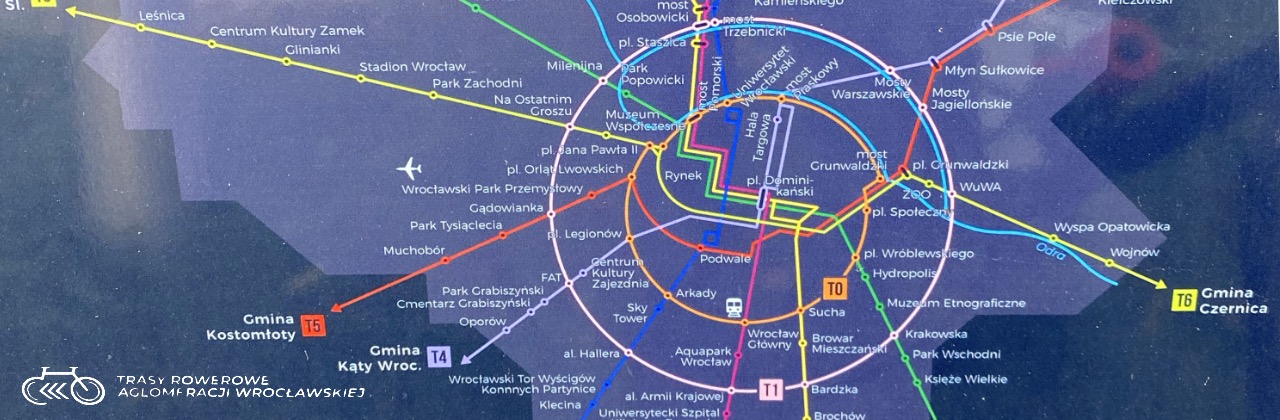 Śl.
Leśnica
Centrum Kultury Zamek
Glinianki
Stadion Wrocław
Park Zachodni
Na Ostatnim
Groszu
Milenijna
Park
Popowicki
Muzeum
Współczesne
most
Osobowicki
pl. Staszica
most
Trzebnicki
Kamieńskiego
Kiełczowski
Psie Pole
Młyn Sułkowice
Mosty
Warszawskie
Mosty
Jagiellońskie
most
Pomorski
Uniwersytet
Wrocławski
most
Piaskowy
Hala
Targowa
pl. Jana Pawła II
pl. Orląt Lwowskich
Wrocławski Park Przemysłowy
Gądowianka
Park Tysiąclecia
Muchobór
pl. Legionów
Rynek
pl. Domini-
kański
most
Grunwaldzki
pl. Grunwaldzki
ZOO
WuWA
pl. Społeczny
Wyspa Opatowicka
Wojnów
Odra
pl. Wróblewskiego
Hydropolis
Podwale
FAT
Centrum
Kultury
Zajezdnia
Park Grabiszyński
Cmentarz Grabiszyński
Oporów
Arkady
Sky
Tower
T0
Sucha
Muzeum Etnograficzne
T6 Gmina
Czernica
Gmina
Kostomłoty T5
Gmina
Kąty Wroc. T4
al. Hallera
Wrocław
Główny
Aquapark
Wrocław
Browar
Mieszczański
Krakowska
Park Wschodni
Księże Wielkie
Wrocławski Tor Wyścigów
Konnnych Partynice
Klecina
al. Armii Krajowej
Uniwersytecki Szpital
T1
Bardzka
Brochów
TRASY ROWEROWE
AGLOMERACJI WROCŁAWSKIEJ